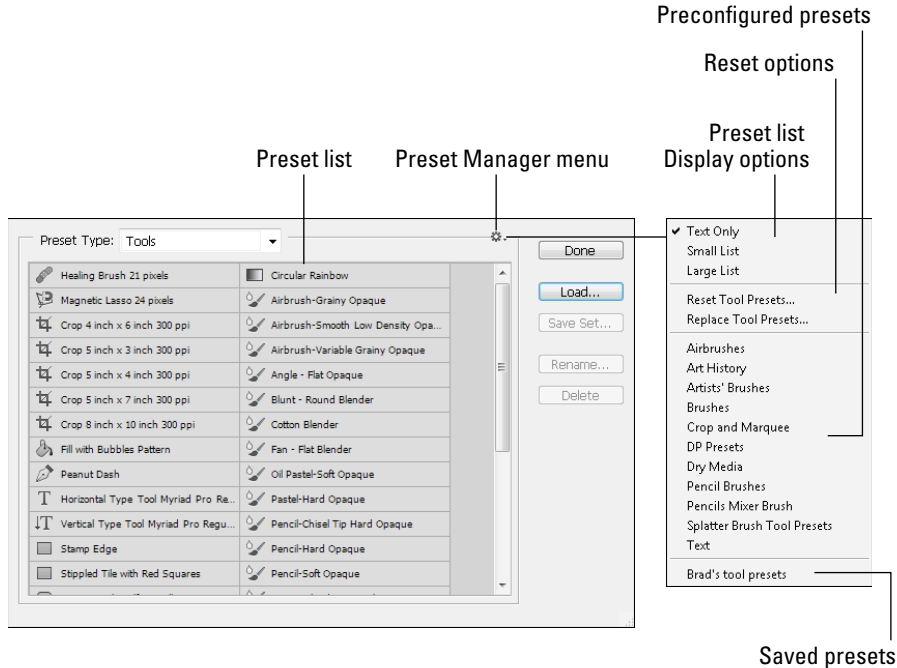 Preconfigured presets
Reset options
Preset list
Display options
Preset list
Preset Manager menu
Preset Type: Tools
Healing Brush 21 pixels
Magnetic Lasso 24 pixels
Crop 4 inch x 6 inch 300 ppi
Crop 5 inch x 3 inch 300 ppi
Crop 5 inch x 4 inch 300 ppi
Crop 5 inch x 7 inch 300 ppi
Crop 8 inch x 10 inch 300 ppi
Fill with Bubbles Pattern
Peanut Dash
Horizontal Type Tool Myriad Pro Re...
Vertical Type Tool Myriad Pro Regu...
Stamp Edge
Stippled Tile with Red Squares
Circular Rainbow
Airbrush-Grainy Opaque
Airbrush-Smooth Low Density Opa...
Airbrush-Variable Grainy Opaque
Angle - Flat Opaque
Blunt - Round Blender
Cotton Blender
Fan - Flat Blender
Oil Pastel-Soft Opaque
Pastel-Hard Opaque
Pencil-Chisel Tip Hard Opaque
Pencil-Hard Opaque
Pencil-Soft Opaque
Done
Load...
Save Set...
Rename...
Delete
Text Only
Small List
Large List
Reset Tool Presets...
Replace Tool Presets...
Airbrushes
Art History
Artists' Brushes
Brushes
Crop and Marquee
DP Presets
Dry Media
Pencil Brushes
Pencils Mixer Brush
Splatter Brush Tool Presets
Text
Brad's tool presets
Saved presets